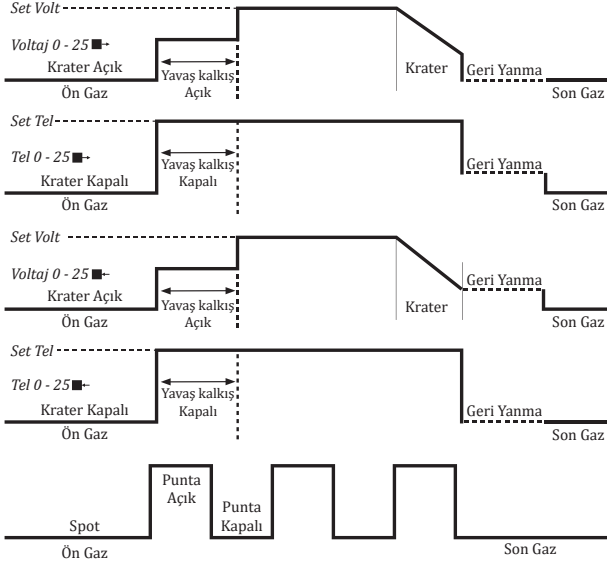 Set Volt
Voltaj 0 - 25
Krater Açık
Ön Gaz
Yavaş kalkış
Açık
Krater
Geri Yanma
Son Gaz
Set Tel
Tel 0 - 25
Krater Kapalı
Ön Gaz
Yavaş kalkış
Kapalı
Geri Yanma
Son Gaz
Set Volt
Voltaj 0 - 25
Krater Açık
Ön Gaz
Yavaş kalkış
Açık
Krater
Geri Yanma
Son Gaz
Set Tel
Tel 0 - 25
Krater Kapalı
Ön Gaz
Yavaş kalkış
Kapalı
Geri Yanma
Son Gaz
Punta
Açık
Punta
Kapalı
Spot
Ön Gaz
Son Gaz